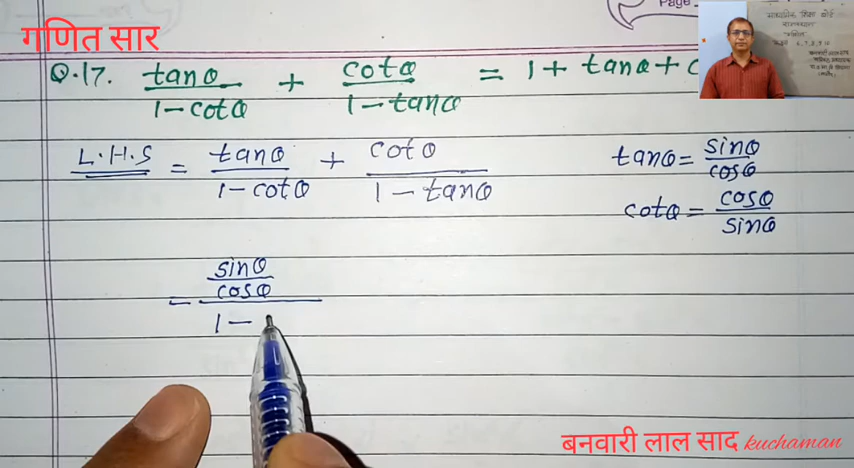 Page
गणित सार
Q.17. tanθ/1-cotθ + cotθ/1-tanθ = 1 + tanθ + c
L.H.S = tanθ/1-cotθ + cotθ/1-tanθ
tanθ = sinθ/cosθ
cotθ = cosθ/sinθ
= sinθ/cosθ/1-
बनवारी लाल साद kuchaman